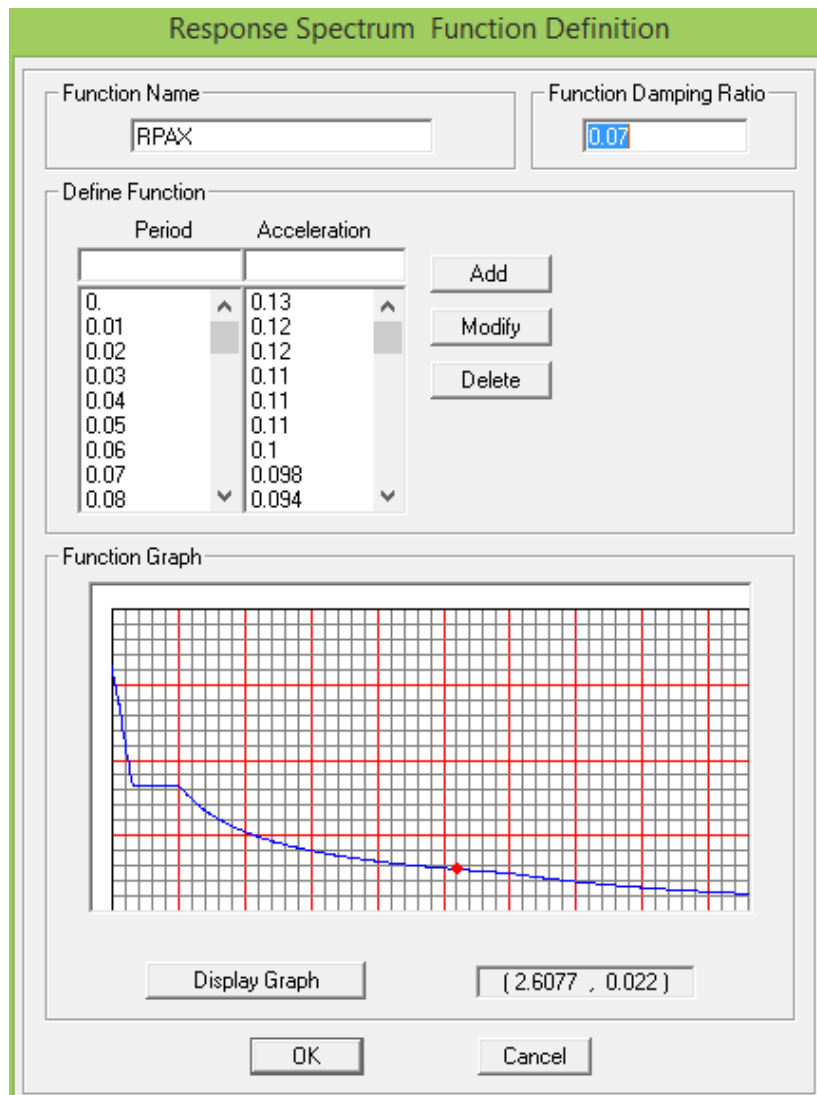 Response Spectrum Function Definition
Function Name
Function Damping Ratio
RPAX
0.07
Define Function
Period Acceleration
Add
Modify
Delete
0. 0.13
0.01 0.12
0.02 0.12
0.03 0.11
0.04 0.11
0.05 0.11
0.06 0.1
0.07 0.098
0.08 0.094
Function Graph
Display Graph
( 2.6077 , 0.022 )
OK
Cancel